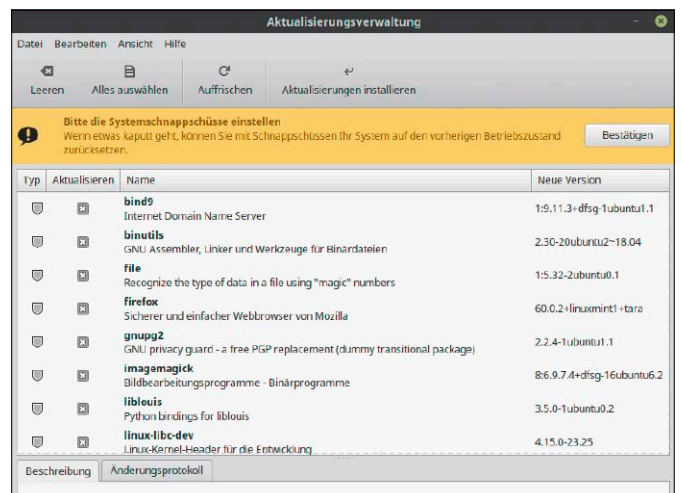 Aktualisierungsverwaltung
Datei Bearbeiten Ansicht Hilfe
Leeren Alles auswählen Auffrischen Aktualisierungen installieren
Bitte die Systemschnappschüsse einstellen
Wenn etwas kaputt geht, können Sie mit Schnappschüssen Ihr System auf den vorherigen Betriebszustand
zurücksetzen.
Bestätigen
Typ Aktualisieren Name Neue Version
bind9
Internet Domain Name Server
1:9.11.3+dfsg-1ubuntu1.1
binutils
GNU Assembler, Linker und Werkzeuge für Binärdateien
2.30-20ubuntu2~18.04
file
Recognize the type of data in a file using "magic" numbers
1:5.32-2ubuntu0.1
firefox
Sicherer und einfacher Webbrowser von Mozilla
60.0.2+linuxmint1+tara
gnupg2
GNU privacy guard - a free PGP replacement (dummy transitional package)
2.2.4-1ubuntu1.1
imagemagick
Bildbearbeitungsprogramme - Binärprogramme
8:6.9.7.4+dfsg-16ubuntu6.2
liblouis
Python bindings for liblouis
3.5.0-1ubuntu0.2
linux-libc-dev
Linux-Kernel-Header für die Entwicklung
4.15.0-23.25
Beschreibung Änderungsprotokoll